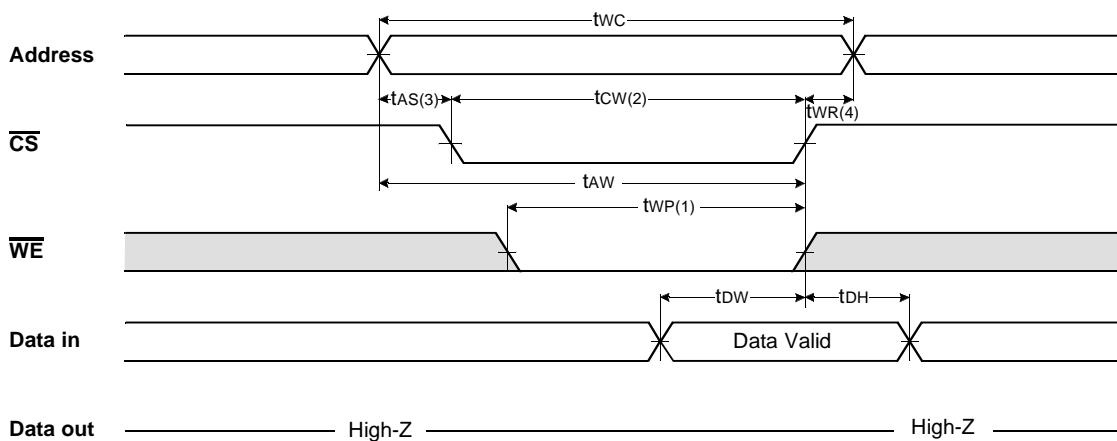 tWC
Address
tAS(3)
tCW(2)
tWR(4)
CS
tAW
tWP(1)
WE
tDW
tDH
Data in
Data Valid
Data out
High-Z
High-Z